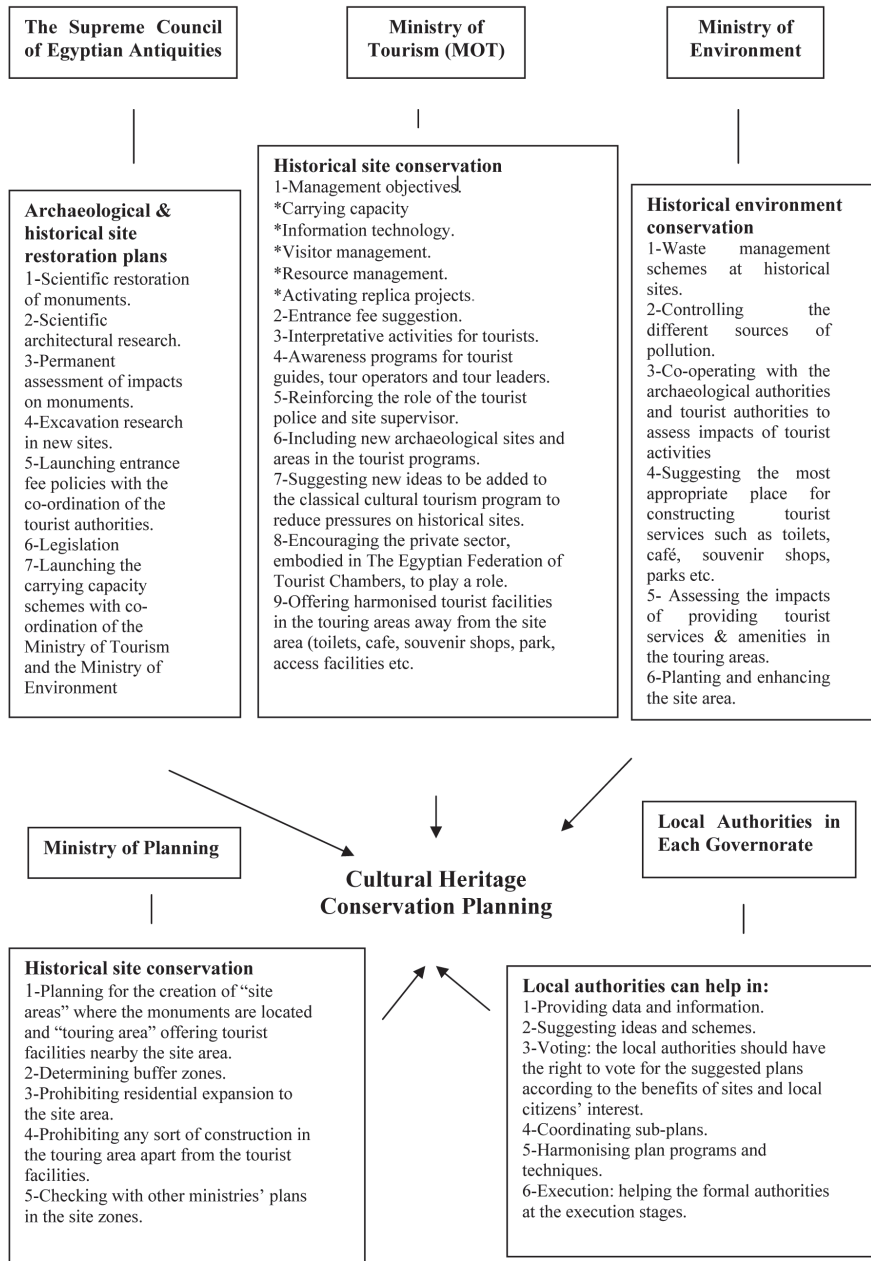 The Supreme Council
of Egyptian Antiquities
Ministry of
Tourism (MOT)
Ministry of
Environment
Archaeological &
historical site
restoration plans
1-Scientific restoration
of monuments.
2-Scientific
architectural research.
3-Permanent
assessment of impacts
on monuments.
4-Excavation research
in new sites.
5-Launching entrance
fee policies with the
co-ordination of the
tourist authorities.
6-Legislation
7-Launching the
carrying capacity
schemes with co-
ordination of the
Ministry of Tourism
and the Ministry of
Environment
Historical site conservation
1-Management objectives.
*Carrying capacity
*Information technology.
*Visitor management.
*Resource management.
*Activating replica projects.
2-Entrance fee suggestion.
3-Interpretative activities for tourists.
4-Awareness programs for tourist
guides, tour operators and tour leaders.
5-Reinforcing the role of the tourist
police and site supervisor.
6-Including new archaeological sites and
areas in the tourist programs.
7-Suggesting new ideas to be added to
the classical cultural tourism program to
reduce pressures on historical sites.
8-Encouraging the private sector,
embodied in The Egyptian Federation of
Tourist Chambers, to play a role.
9-Offering harmonised tourist facilities
in the touring areas away from the site
area (toilets, cafe, souvenir shops, park,
access facilities etc.
Historical environment
conservation
1-Waste management
schemes at historical
sites.
2-Controlling the
different sources of
pollution.
3-Co-operating with the
archaeological authorities
and tourist authorities to
assess impacts of tourist
activities
4-Suggesting the most
appropriate place for
constructing tourist
services such as toilets,
café, souvenir shops,
parks etc.
5- Assessing the impacts
of providing tourist
services & amenities in
the touring areas.
6-Planting and enhancing
the site area.
Ministry of Planning
Local Authorities in
Each Governorate
Cultural Heritage
Conservation Planning
Historical site conservation
1-Planning for the creation of “site
areas” where the monuments are located
and “touring area” offering tourist
facilities nearby the site area.
2-Determining buffer zones.
3-Prohibiting residential expansion to
the site area.
4-Prohibiting any sort of construction in
the touring area apart from the tourist
facilities.
5-Checking with other ministries’ plans
in the site zones.
Local authorities can help in:
1-Providing data and information.
2-Suggesting ideas and schemes.
3-Voting: the local authorities should have
the right to vote for the suggested plans
according to the benefits of sites and local
citizens’ interest.
4-Coordinating sub-plans.
5-Harmonising plan programs and
techniques.
6-Execution: helping the formal authorities
at the execution stages.